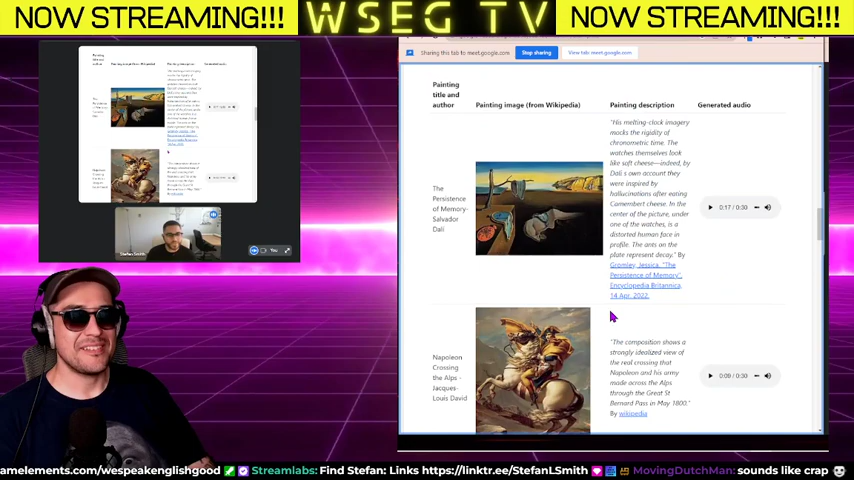 NOW STREAMING!!!
WSEG TV
NOW STREAMING!!!
Sharing this tab to meet.google.com
Stop sharing
View tab: meet.google.com
Painting title and author
Painting image (from Wikipedia)
Painting description
Generated audio
The
Persistence
of Memory-
Salvador
Dali
"His melting-clock imagery
mocks the rigidity of
chronometric time. The
watches themselves look
like soft cheese—indeed, by
Dali s own account they
were inspired by
hallucinations after eating
Camembert cheese. In the
center of the picture, under
one of the watches, is a
distorted human face in
profile. The ants on the
plate represent decay." By
Gromley, Jessica. "The
Persistence of Memory".
Encyclopedia Britannica,
14 Apr. 2022.
0:17 / 0:30
Napoleon
Crossing
the Alps -
Jacques-
Louis David
"The composition shows a
strongly idealized view of
the real crossing that
Napoleon and his army
made across the Alps
through the Great St
Bernard Pass in May 1800."
By wikipedia
0:00 / 0:30
Stefan Smith
You
amelements.com/wespeakenglishgood Streamlabs: Find Stefan: Links https://linktr.ee/StefanLSmith MovingDutchMan: sounds like crap